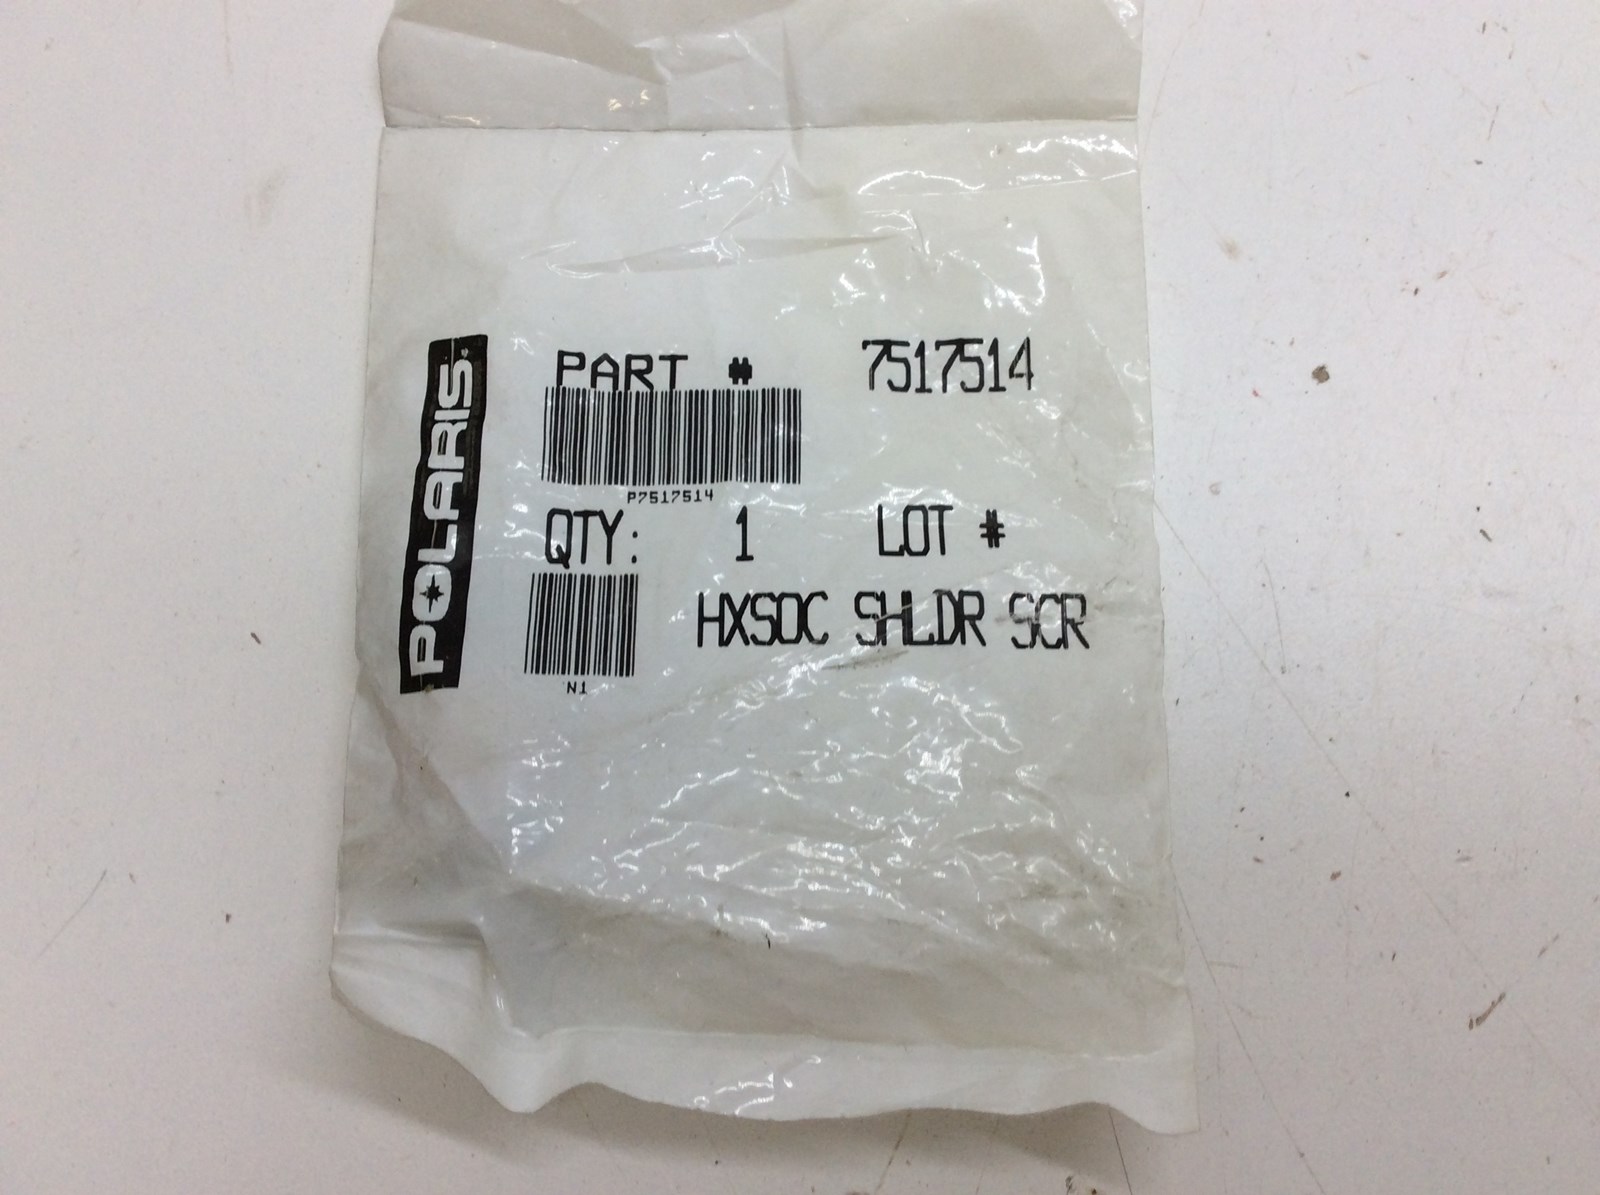 POLARIS
PART # 7517514
P7517514
QTY: 1 LOT #
HXSOC SHLDR SCR
N1